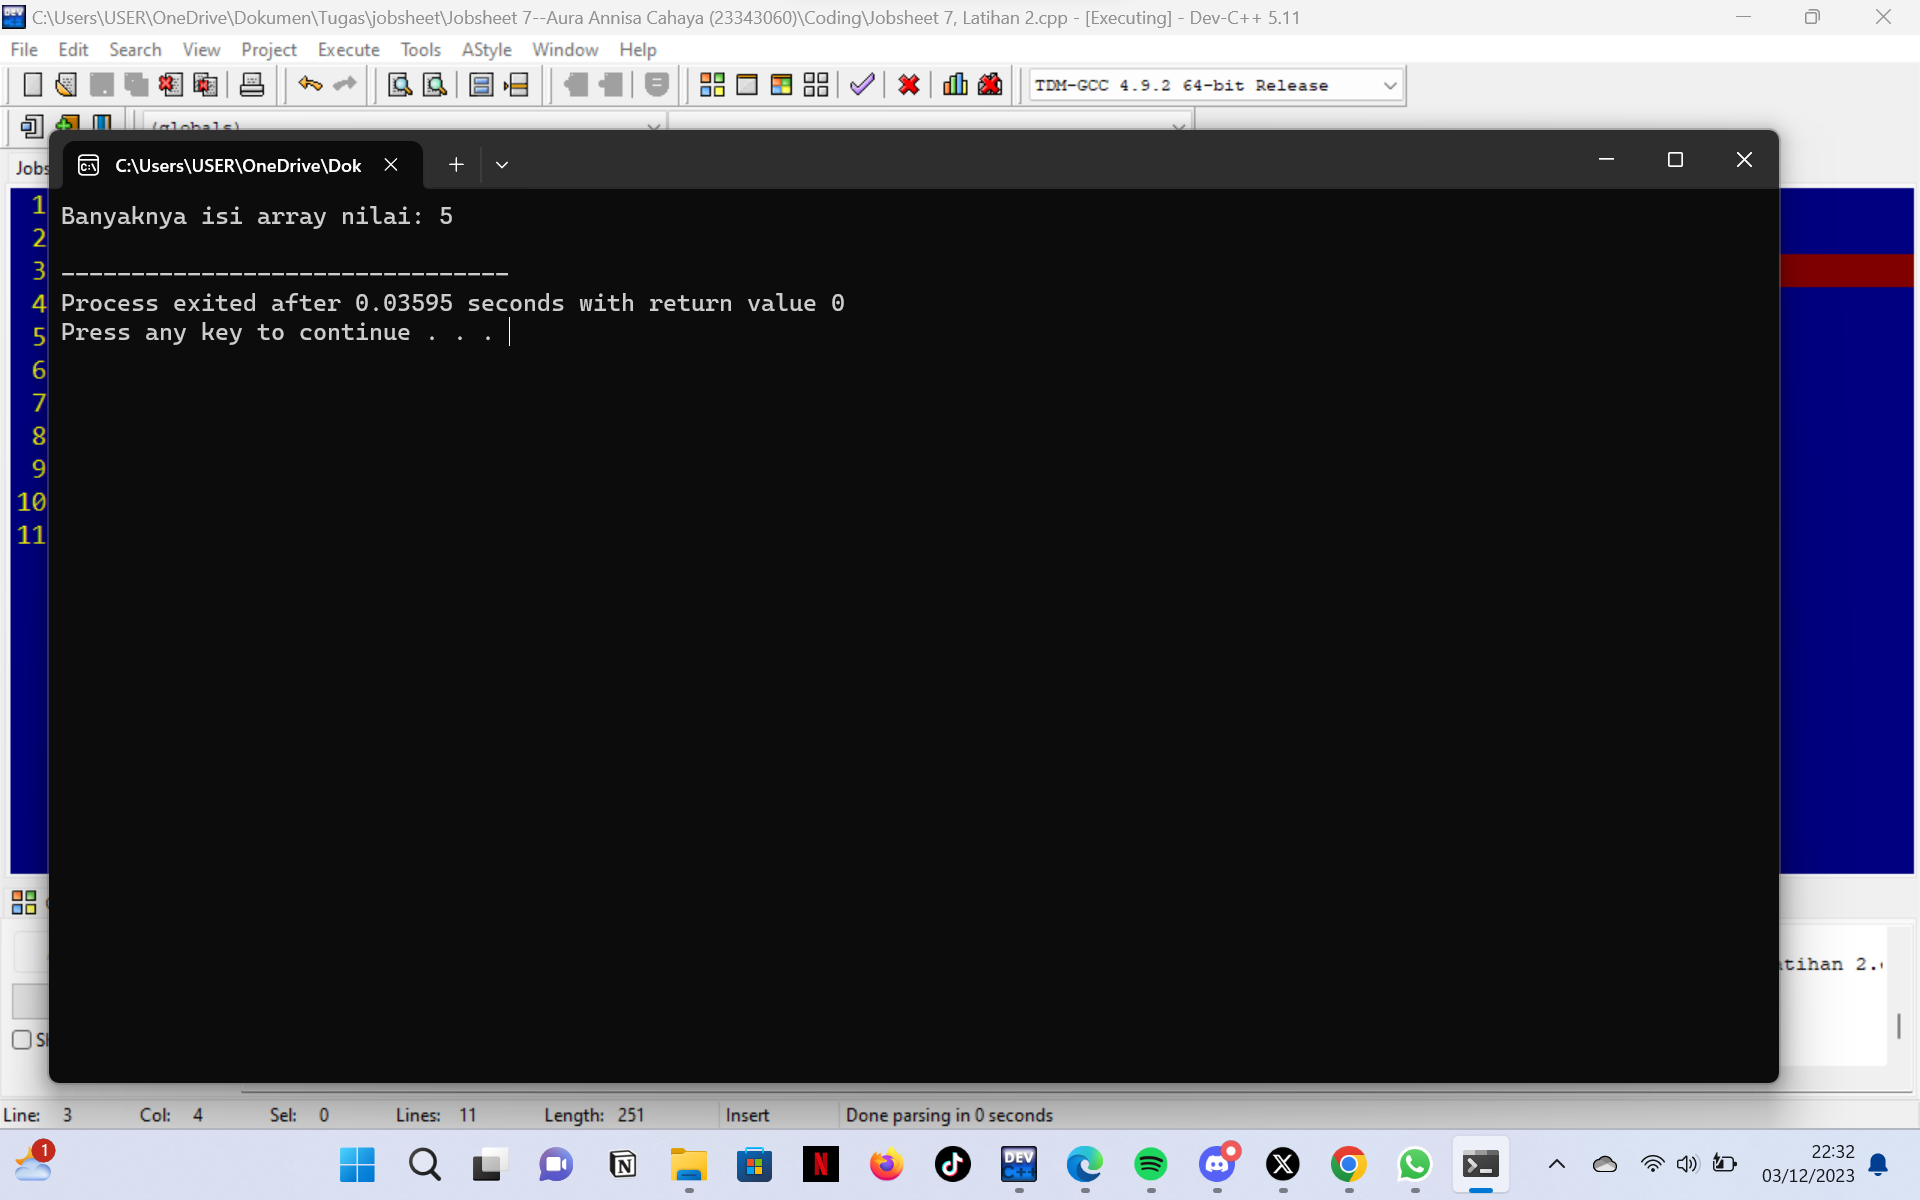 C:\Users\USER\OneDrive\Dokumen\Tugas\jobsheet\Jobsheet 7--Aura Annisa Cahaya (23343060)\Coding\Jobsheet 7, Latihan 2.cpp - [Executing] - Dev-C++ 5.11
File Edit Search View Project Execute Tools AStyle Window Help
TDM-GCC 4.9.2 64-bit Release
(globals)
Jobs
C:\Users\USER\OneDrive\Dok
1
2
3
4
5
6
7
8
9
10
11
Banyaknya isi array nilai: 5
--------------------------------
Process exited after 0.03595 seconds with return value 0
Press any key to continue . . .
atihan 2.
Line: 3 Col: 4 Sel: 0 Lines: 11 Length: 251 Insert Done parsing in 0 seconds
1
DEV
C++
22:32
03/12/2023